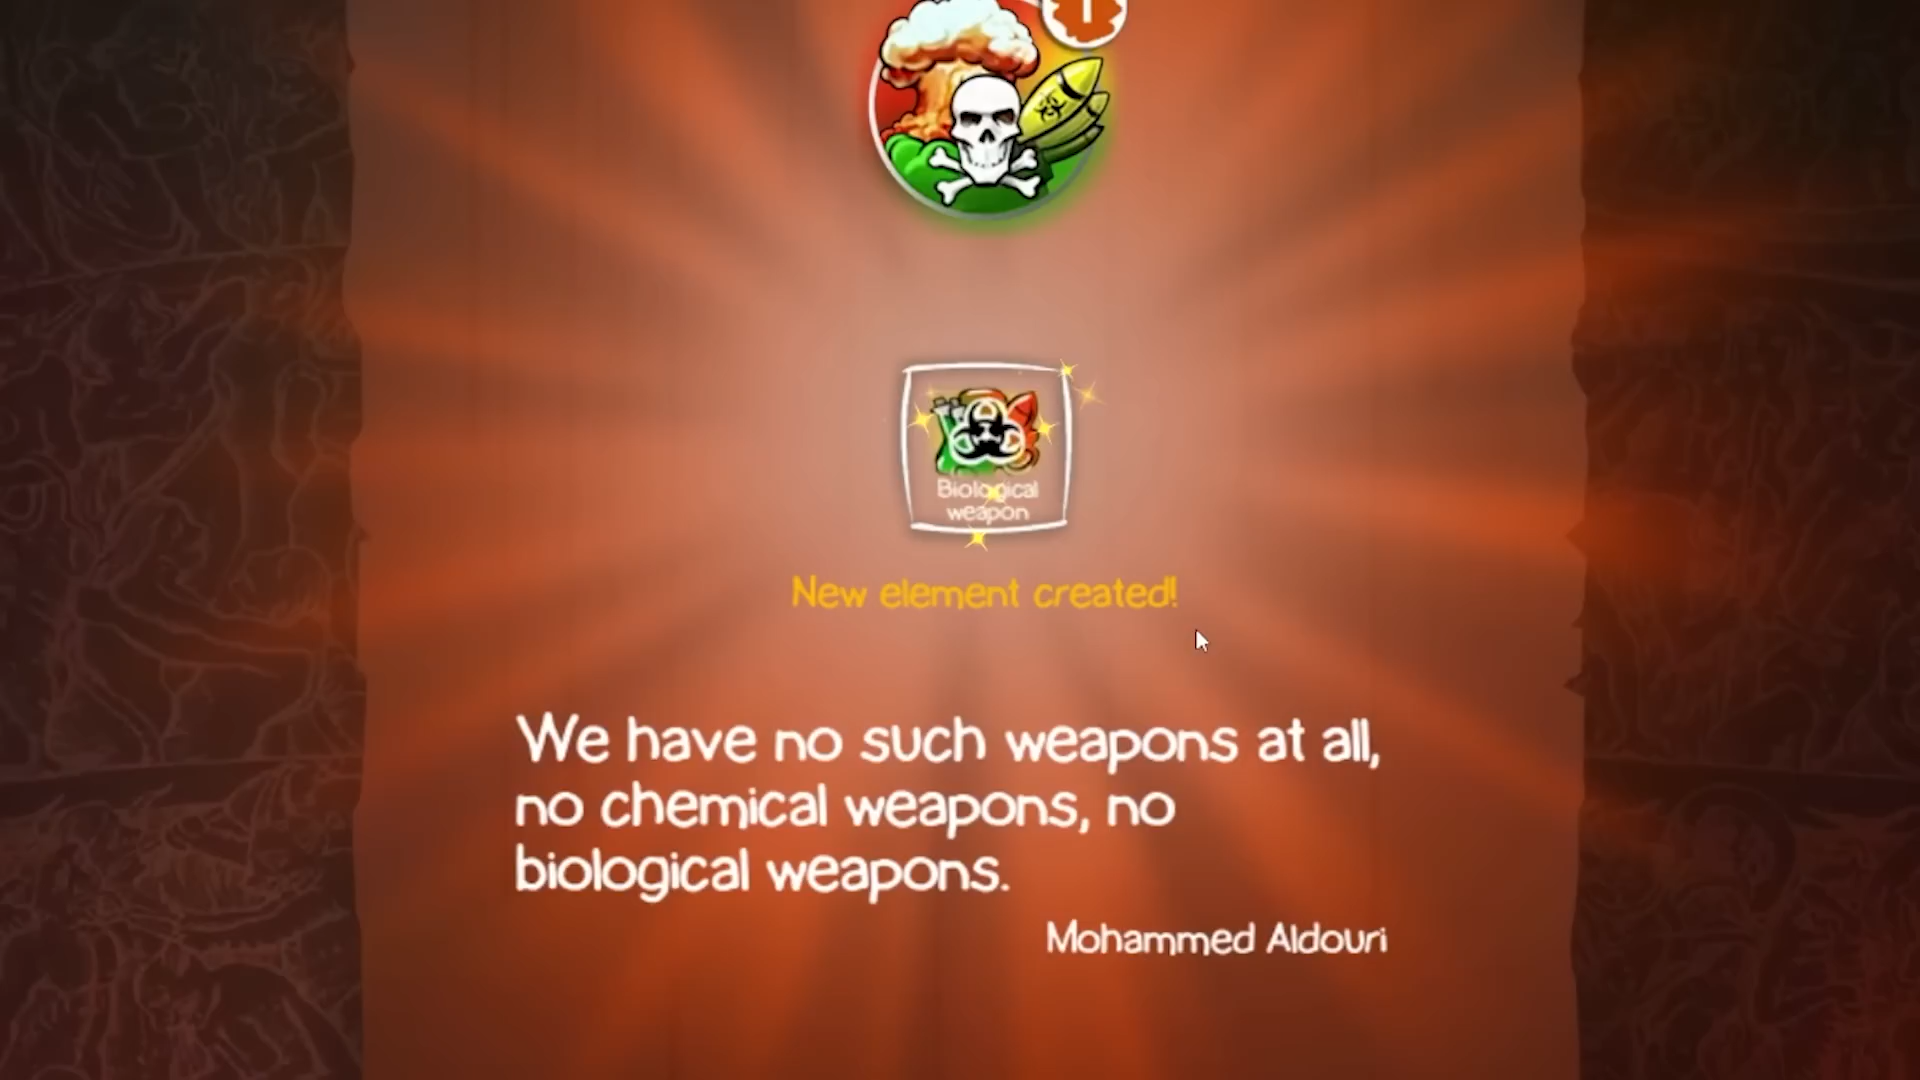 Biological
weapon
New element created!
We have no such weapons at all,
no chemical weapons, no
biological weapons.
Mohammed Aldouri